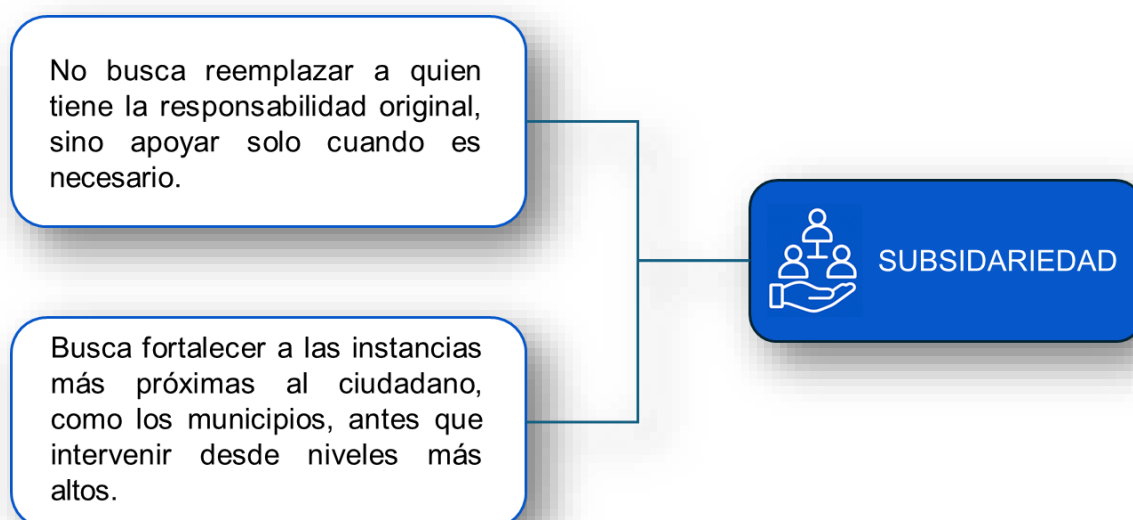 No busca reemplazar a quien
tiene la responsabilidad original,
sino apoyar solo cuando es
necesario.
SUBSIDARIEDAD
Busca fortalecer a las instancias
más próximas al ciudadano,
como los municipios, antes que
intervenir desde niveles más
altos.